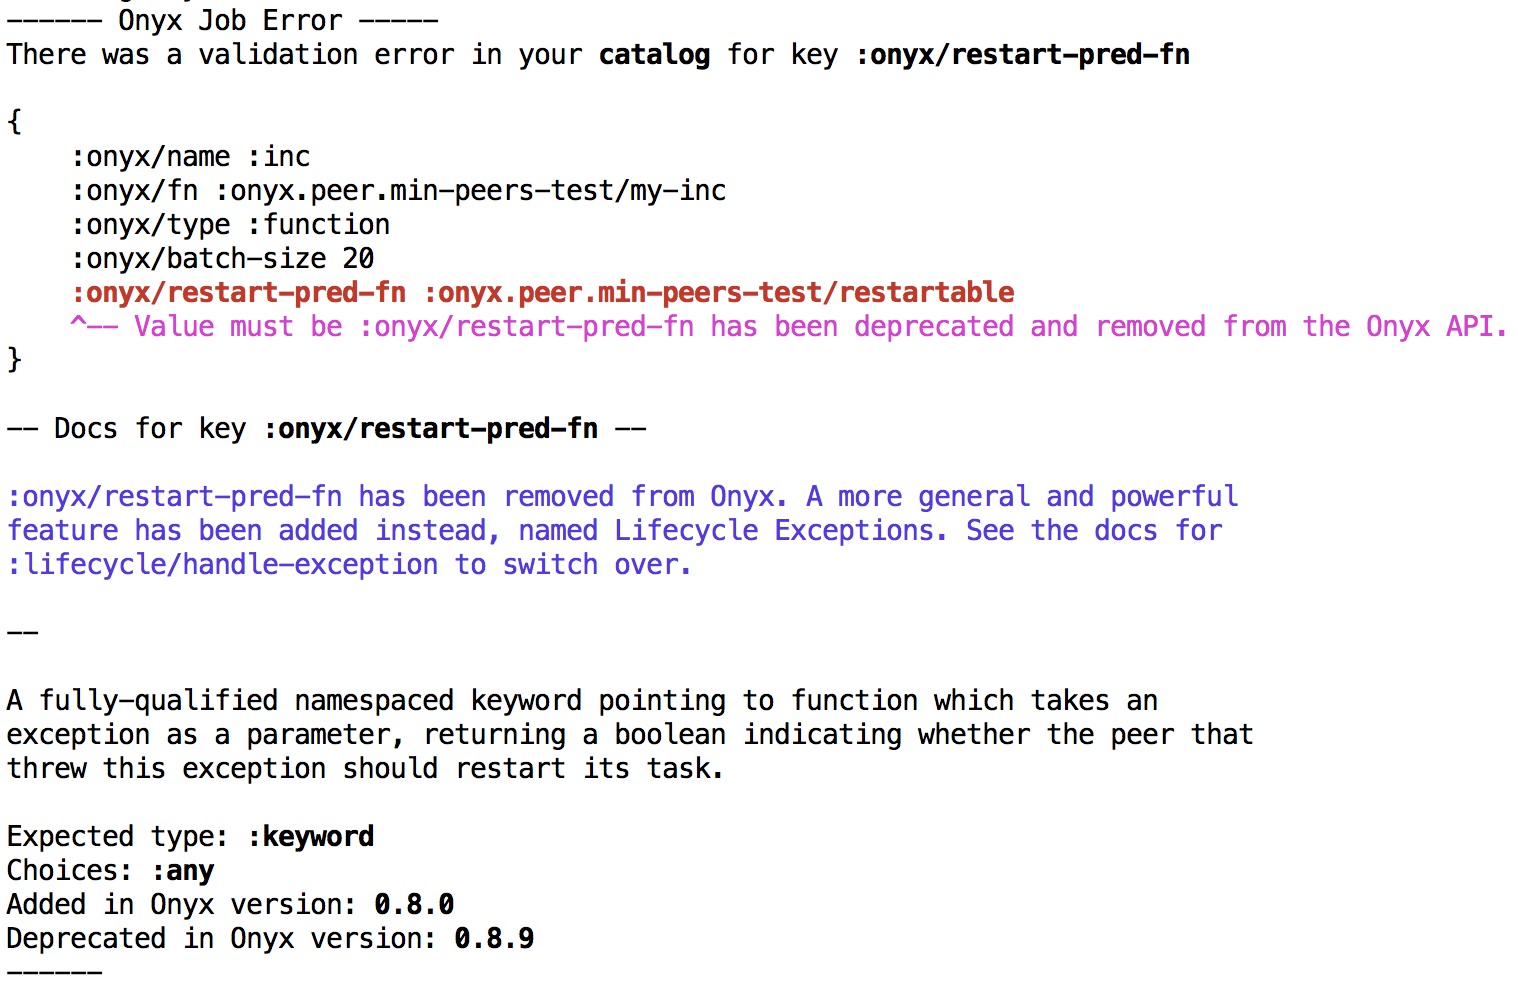 ------ Onyx Job Error -----
There was a validation error in your catalog for key :onyx/restart-pred-fn
{
:onyx/name :inc
:onyx/fn :onyx.peer.min-peers-test/my-inc
:onyx/type :function
:onyx/batch-size 20
:onyx/restart-pred-fn :onyx.peer.min-peers-test/restartable
^-- Value must be :onyx/restart-pred-fn has been deprecated and removed from the Onyx API.
}
-- Docs for key :onyx/restart-pred-fn --
:onyx/restart-pred-fn has been removed from Onyx. A more general and powerful
feature has been added instead, named Lifecycle Exceptions. See the docs for
:lifecycle/handle-exception to switch over.
--
A fully-qualified namespaced keyword pointing to function which takes an
exception as a parameter, returning a boolean indicating whether the peer that
threw this exception should restart its task.
Expected type: :keyword
Choices: :any
Added in Onyx version: 0.8.0
Deprecated in Onyx version: 0.8.9
------